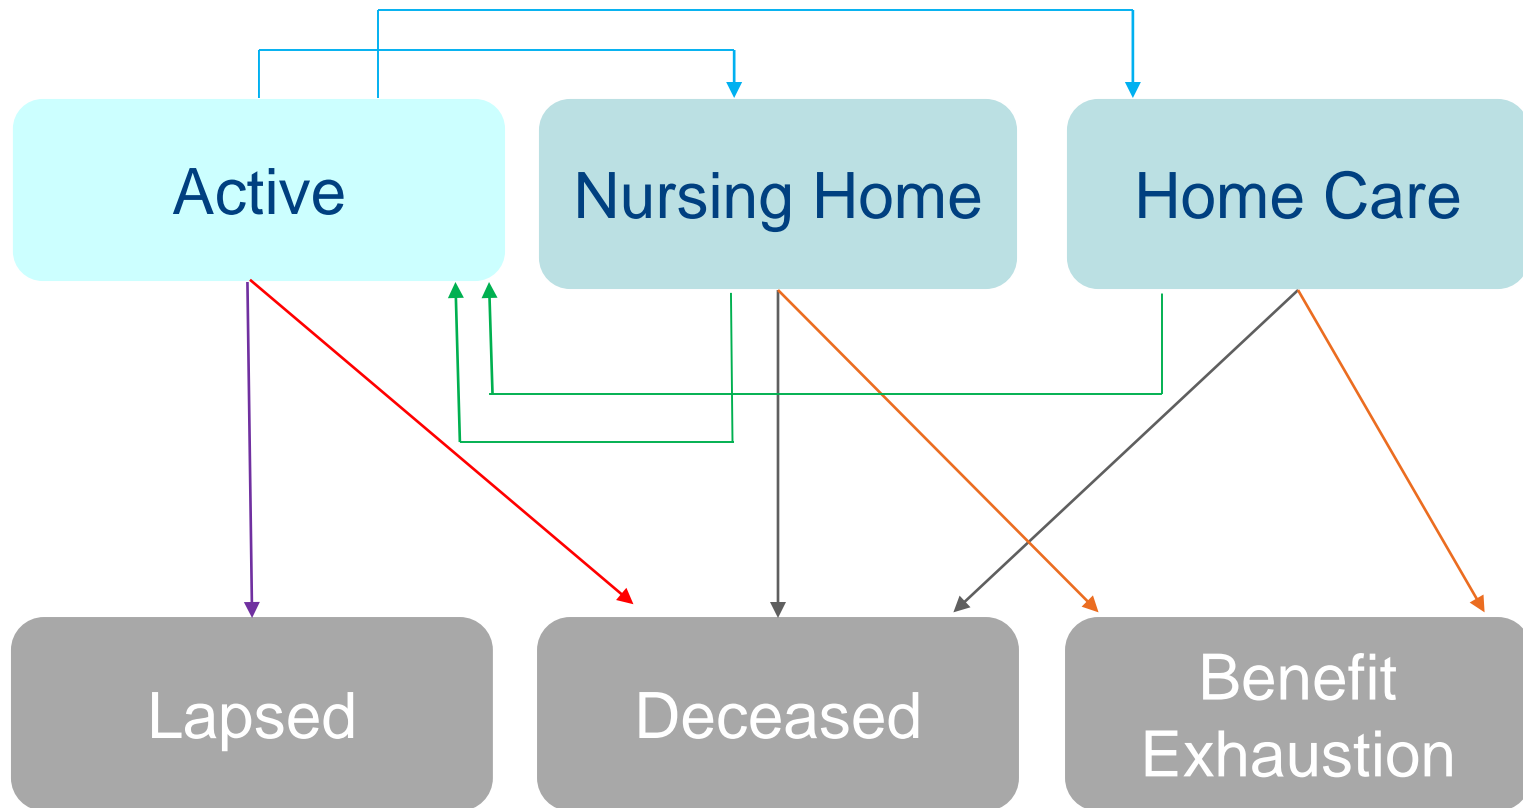 Active
Nursing Home
Home Care
Lapsed
Deceased
Benefit
Exhaustion